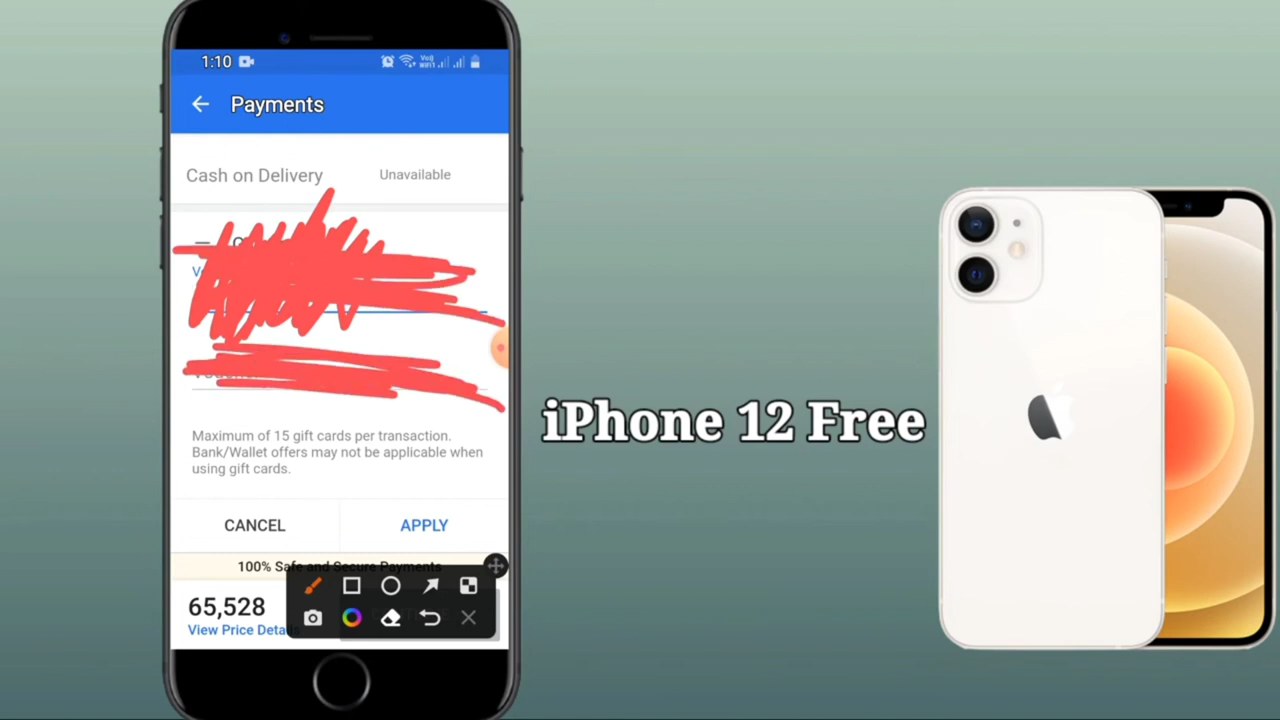 1:10
Payments
Cash on Delivery
Unavailable
Maximum of 15 gift cards per transaction.
Bank/Wallet offers may not be applicable when
using gift cards.
CANCEL
APPLY
100% Safe and Secure Payments
65,528
View Price Details
iPhone 12 Free